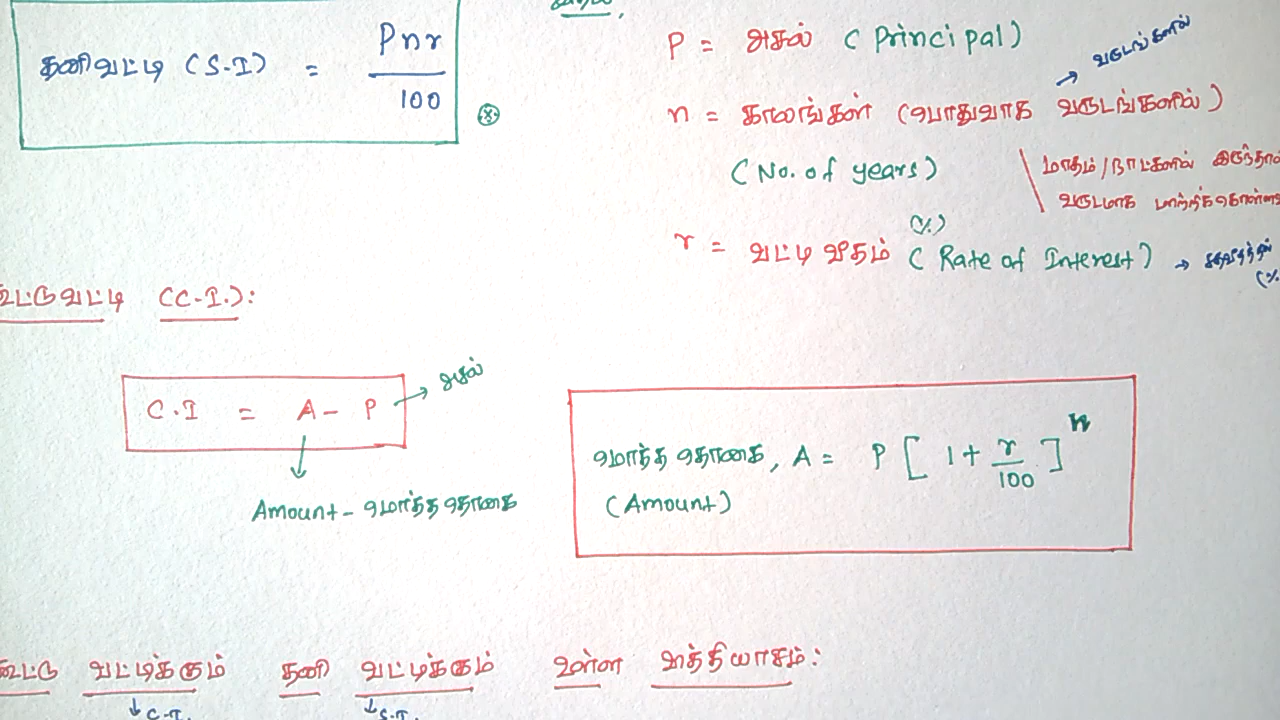 தனிவட்டி (S.I) = Pnr / 100
P = அசல் (Principal)
n = காலங்கள் (பொதுவாக வருடங்களில்) → வருடங்களில்
(No. of years)
மாதம்/நாட்களில் இருந்தால்
வருடமாக மாற்றிக்கொள்ள
r = வட்டி வீதம் (Rate of Interest) (%) → சதவீதத்தில் (%
கூட்டுவட்டி (C.I.):
C.I = A - P → அசல்
Amount - மொத்த தொகை
மொத்த தொகை, A = P [ 1 + r/100 ]^n
(Amount)
கூட்டு வட்டிக்கும் தனி வட்டிக்கும் உள்ள வித்தியாசம்:
↓ C.I. ↓ S.I.